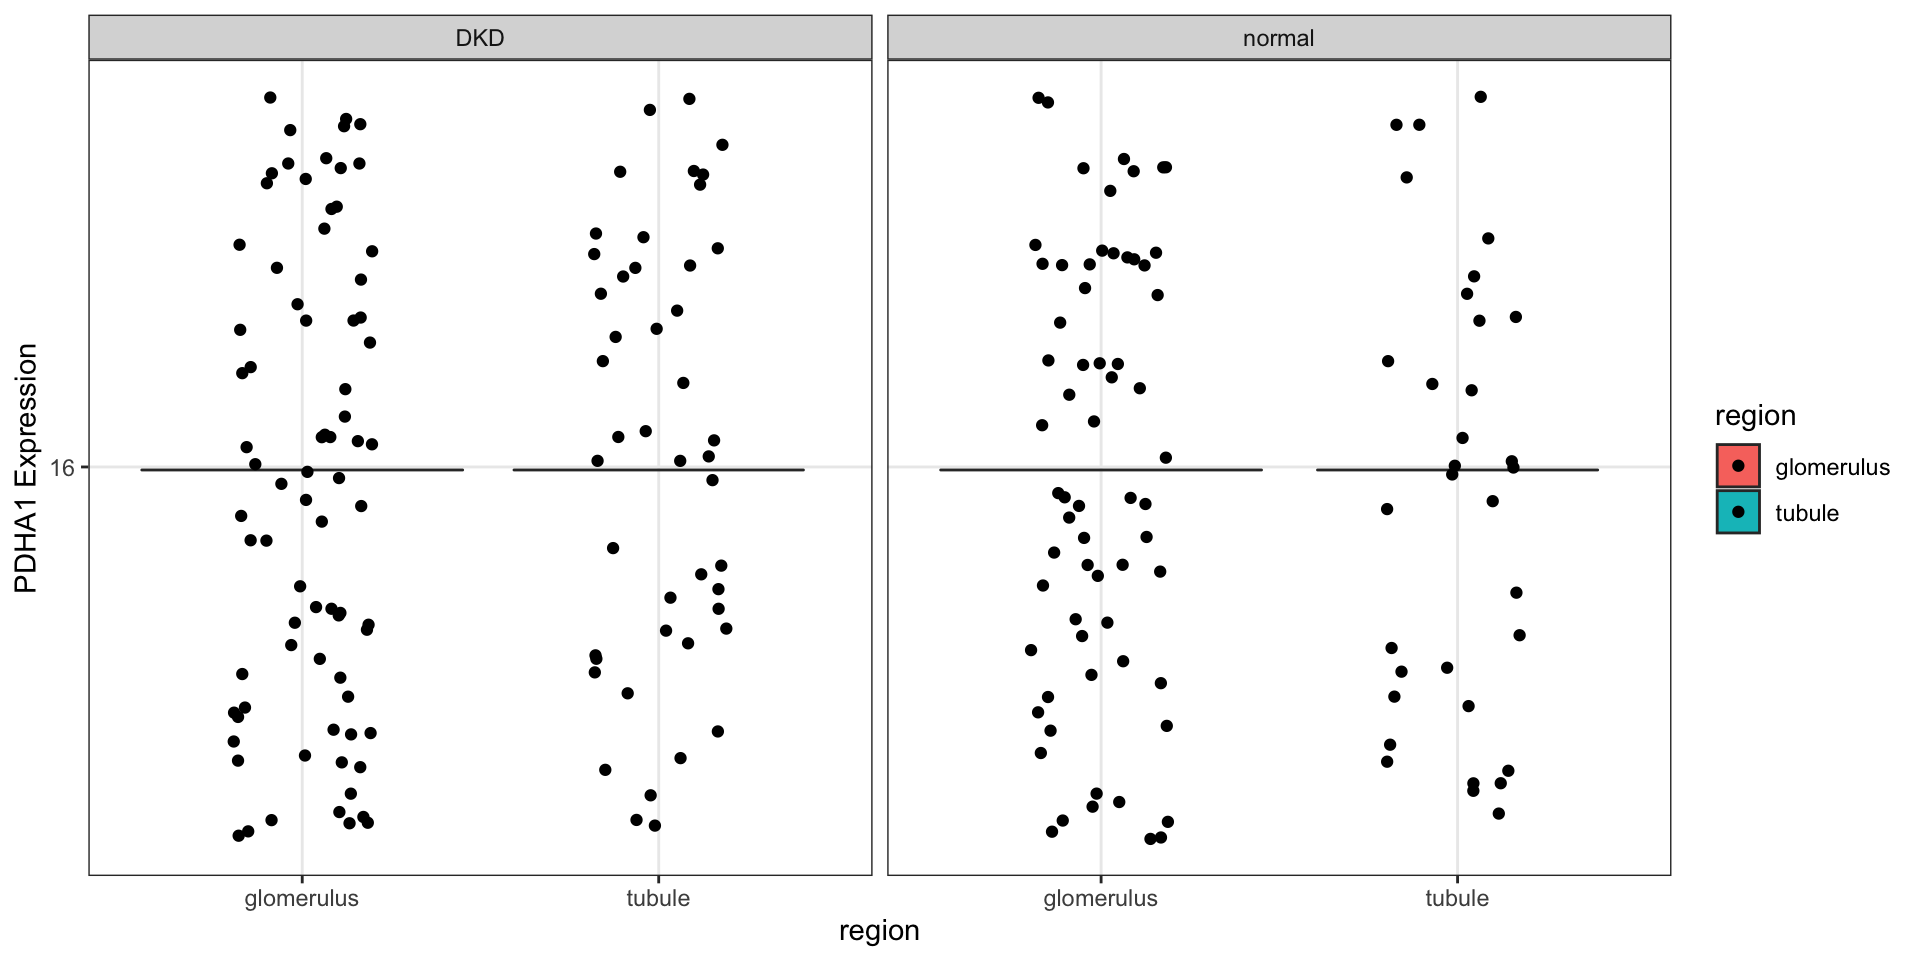 DKD
normal
PDHA1 Expression
16
glomerulus
tubule
glomerulus
tubule
region
region
glomerulus
tubule